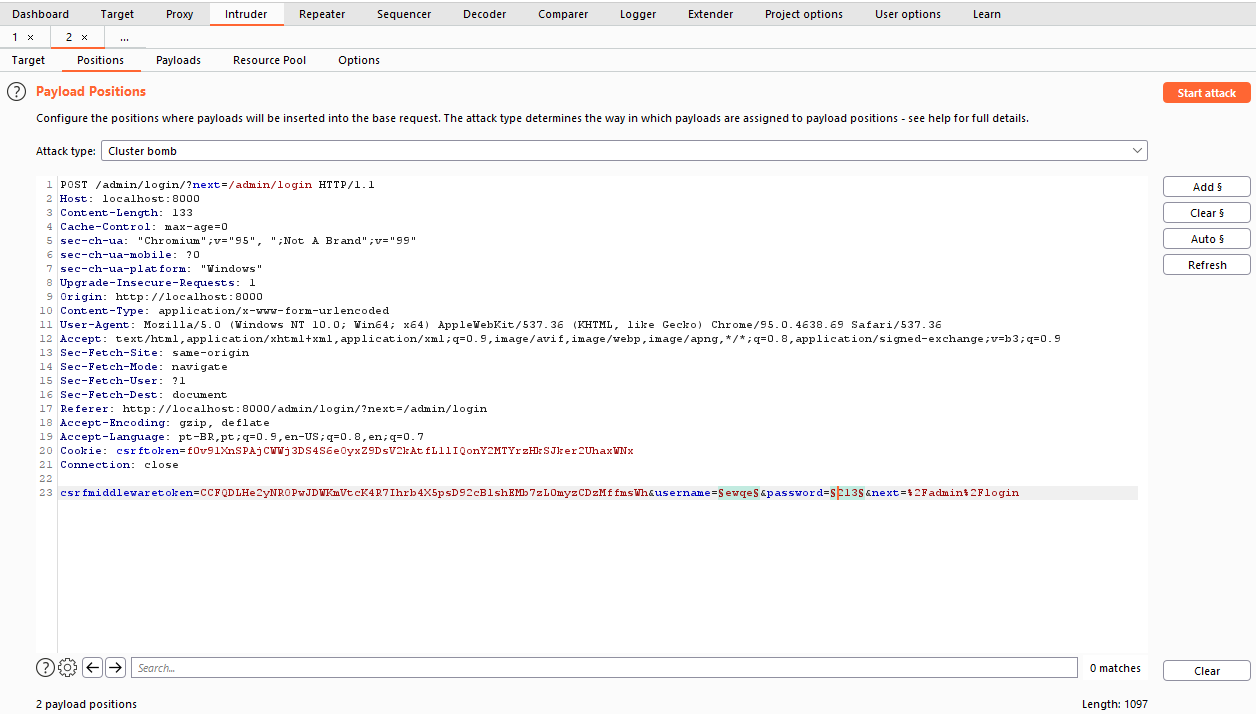 Dashboard Target Proxy Intruder Repeater Sequencer Decoder Comparer Logger Extender Project options User options Learn
1 × 2 × ...
Target Positions Payloads Resource Pool Options
? Payload Positions Start attack
Configure the positions where payloads will be inserted into the base request. The attack type determines the way in which payloads are assigned to payload positions - see help for full details.
Attack type: Cluster bomb
Add §
Clear §
Auto §
Refresh
1 POST /admin/login/?next=/admin/login HTTP/1.1
2 Host: localhost:8000
3 Content-Length: 133
4 Cache-Control: max-age=0
5 sec-ch-ua: "Chromium";v="95", ";Not A Brand";v="99"
6 sec-ch-ua-mobile: ?0
7 sec-ch-ua-platform: "Windows"
8 Upgrade-Insecure-Requests: 1
9 Origin: http://localhost:8000
10 Content-Type: application/x-www-form-urlencoded
11 User-Agent: Mozilla/5.0 (Windows NT 10.0; Win64; x64) AppleWebKit/537.36 (KHTML, like Gecko) Chrome/95.0.4638.69 Safari/537.36
12 Accept: text/html,application/xhtml+xml,application/xml;q=0.9,image/avif,image/webp,image/apng,*/*;q=0.8,application/signed-exchange;v=b3;q=0.9
13 Sec-Fetch-Site: same-origin
14 Sec-Fetch-Mode: navigate
15 Sec-Fetch-User: ?1
16 Sec-Fetch-Dest: document
17 Referer: http://localhost:8000/admin/login/?next=/admin/login
18 Accept-Encoding: gzip, deflate
19 Accept-Language: pt-BR,pt;q=0.9,en-US;q=0.8,en;q=0.7
20 Cookie: csrftoken=
21 Connection: close
22
23 csrfmiddlewaretoken= &username=§ewqe§&password= &next=%2Fadmin%2Flogin
? Search... 0 matches Clear
2 payload positions Length: 1097